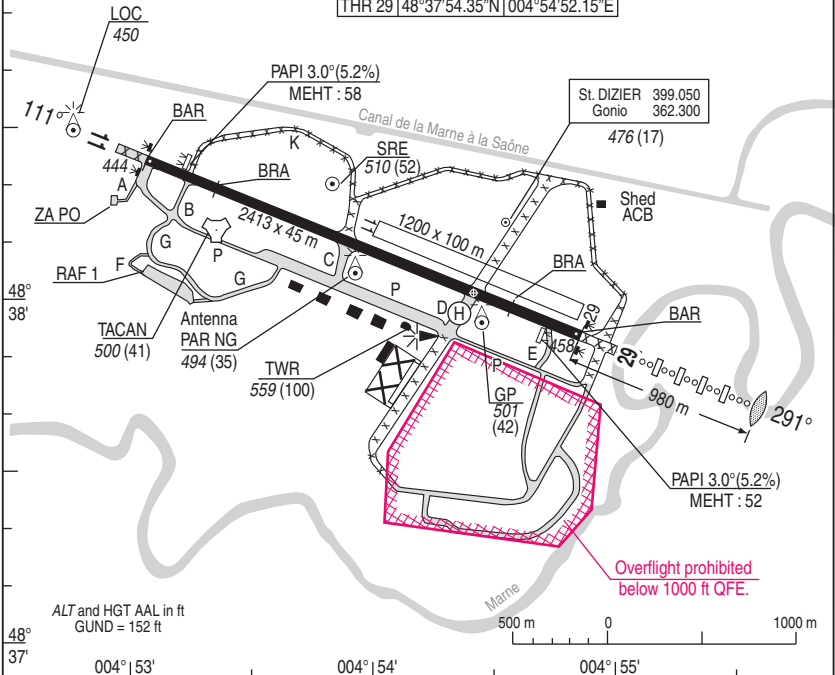 THR 29 48°37'54.35"N 004°54'52.15"E
LOC
450
PAPI 3.0°(5.2%)
MEHT : 58
St. DIZIER 399.050
Gonio 362.300
476 (17)
111°
11
BAR
Canal de la Marne à la Saône
K
SRE
510 (52)
BRA
444
A
ZA PO
B
2413 x 45 m
11
1200 x 100 m
Shed
ACB
G
P
C
BRA
F
G
RAF 1
P
D
H
29
BAR
48°
38'
TACAN
500 (41)
Antenna
PAR NG
494 (35)
TWR
559 (100)
E
458
29
P
GP
501
(42)
980 m
291°
PAPI 3.0°(5.2%)
MEHT : 52
Overflight prohibited
below 1000 ft QFE.
Marne
ALT and HGT AAL in ft
GUND = 152 ft
500 m 0 1000 m
48°
37'
004° 53' 004° 54' 004° 55'